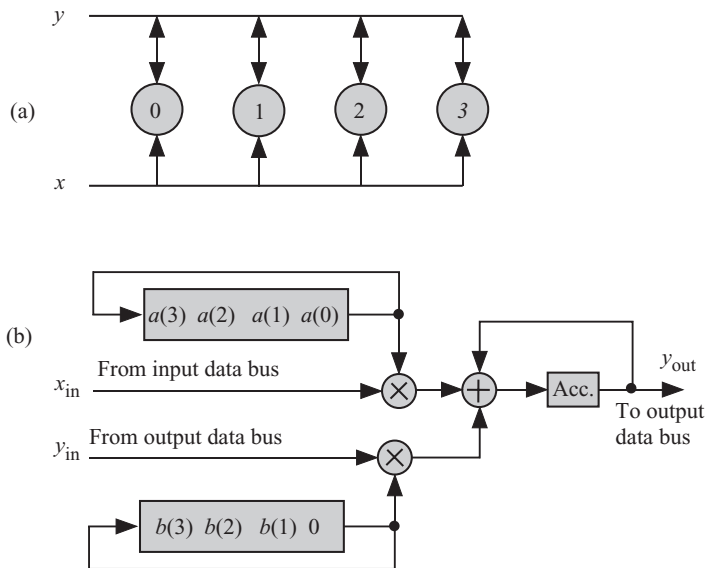 y
(a)
0 1 2 3
x
(b)
a(3) a(2) a(1) a(0)
From input data bus
x_in
y_out
Acc.
To output
data bus
From output data bus
y_in
b(3) b(2) b(1) 0